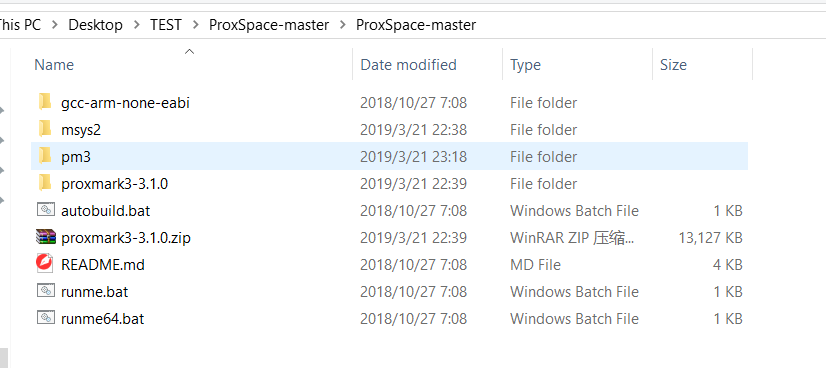 This PC > Desktop > TEST > ProxSpace-master > ProxSpace-master
Name Date modified Type Size
gcc-arm-none-eabi 2018/10/27 7:08 File folder
msys2 2019/3/21 22:38 File folder
pm3 2019/3/21 23:18 File folder
proxmark3-3.1.0 2019/3/21 22:39 File folder
autobuild.bat 2018/10/27 7:08 Windows Batch File 1 KB
proxmark3-3.1.0.zip 2019/3/21 22:39 WinRAR ZIP 压缩... 13,127 KB
README.md 2018/10/27 7:08 MD File 4 KB
runme.bat 2018/10/27 7:08 Windows Batch File 1 KB
runme64.bat 2018/10/27 7:08 Windows Batch File 1 KB